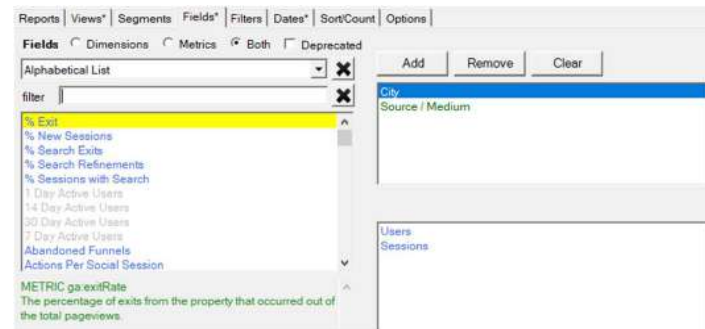 Reports Views* Segments Fields* Filters Dates* Sort/Count Options
Fields Dimensions Metrics Both Deprecated
Alphabetical List
filter
% Exit
% New Sessions
% Search Exits
% Search Refinements
% Sessions with Search
1 Day Active Users
14 Day Active Users
30 Day Active Users
7 Day Active Users
Abandoned Funnels
Actions Per Social Session
METRIC ga:exitRate
The percentage of exits from the property that occurred out of
the total pageviews.
Add Remove Clear
City
Source / Medium
Users
Sessions